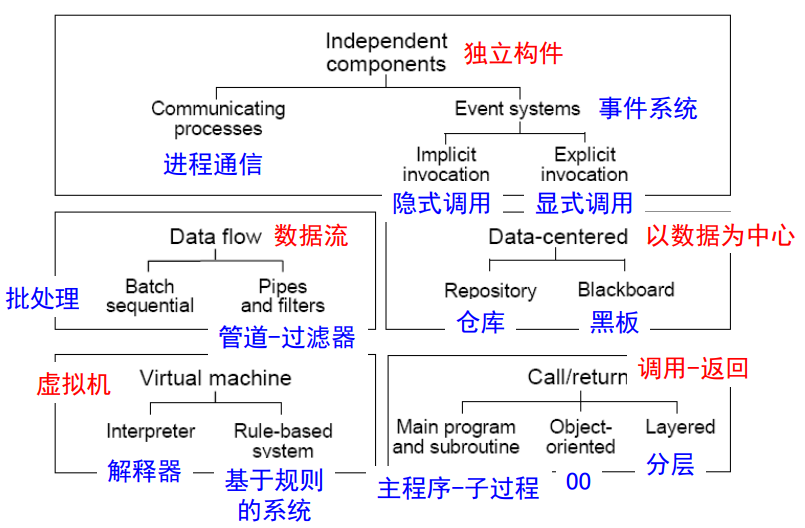 Independent
components
独立构件
Communicating
processes
进程通信
Event systems
事件系统
Implicit
invocation
隐式调用
Explicit
invocation
显式调用
Data flow
数据流
Batch
sequential
批处理
Pipes
and filters
管道-过滤器
Data-centered
以数据为中心
Repository
仓库
Blackboard
黑板
虚拟机
Virtual machine
Interpreter
解释器
Rule-based
system
基于规则
的系统
Call/return
调用-返回
Main program
and subroutine
主程序-子过程
Object-
oriented
OO
Layered
分层